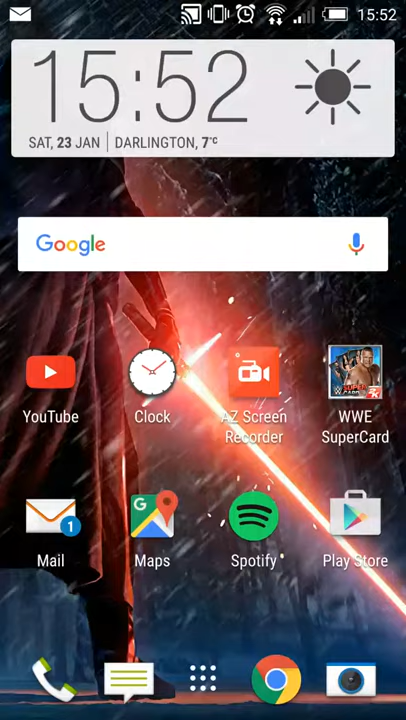 15:52
15:52
SAT, 23 JAN DARLINGTON, 7°C
Google
YouTube
Clock
AZ Screen
Recorder
WWE
SuperCard
1
Mail
Maps
Spotify
Play Store